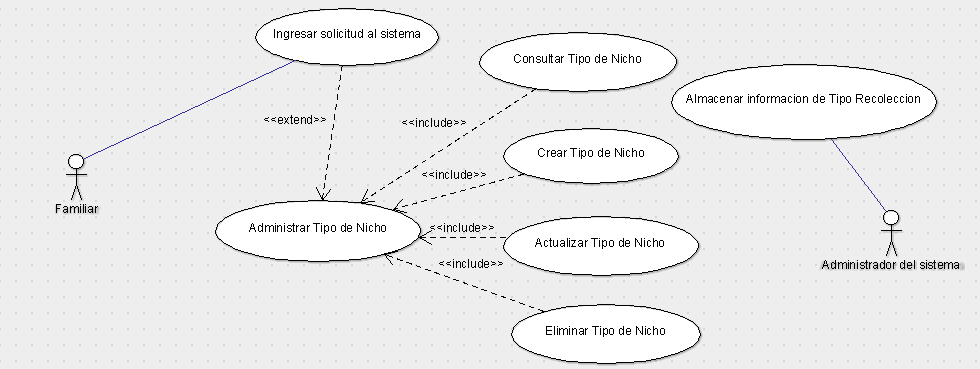 Ingresar solicitud al sistema
Consultar Tipo de Nicho
Almacenar informacion de Tipo Recoleccion
<<extend>>
<<include>>
Crear Tipo de Nicho
<<include>>
Familiar
Administrar Tipo de Nicho
<<include>>
Actualizar Tipo de Nicho
<<include>>
Administrador del sistema
Eliminar Tipo de Nicho